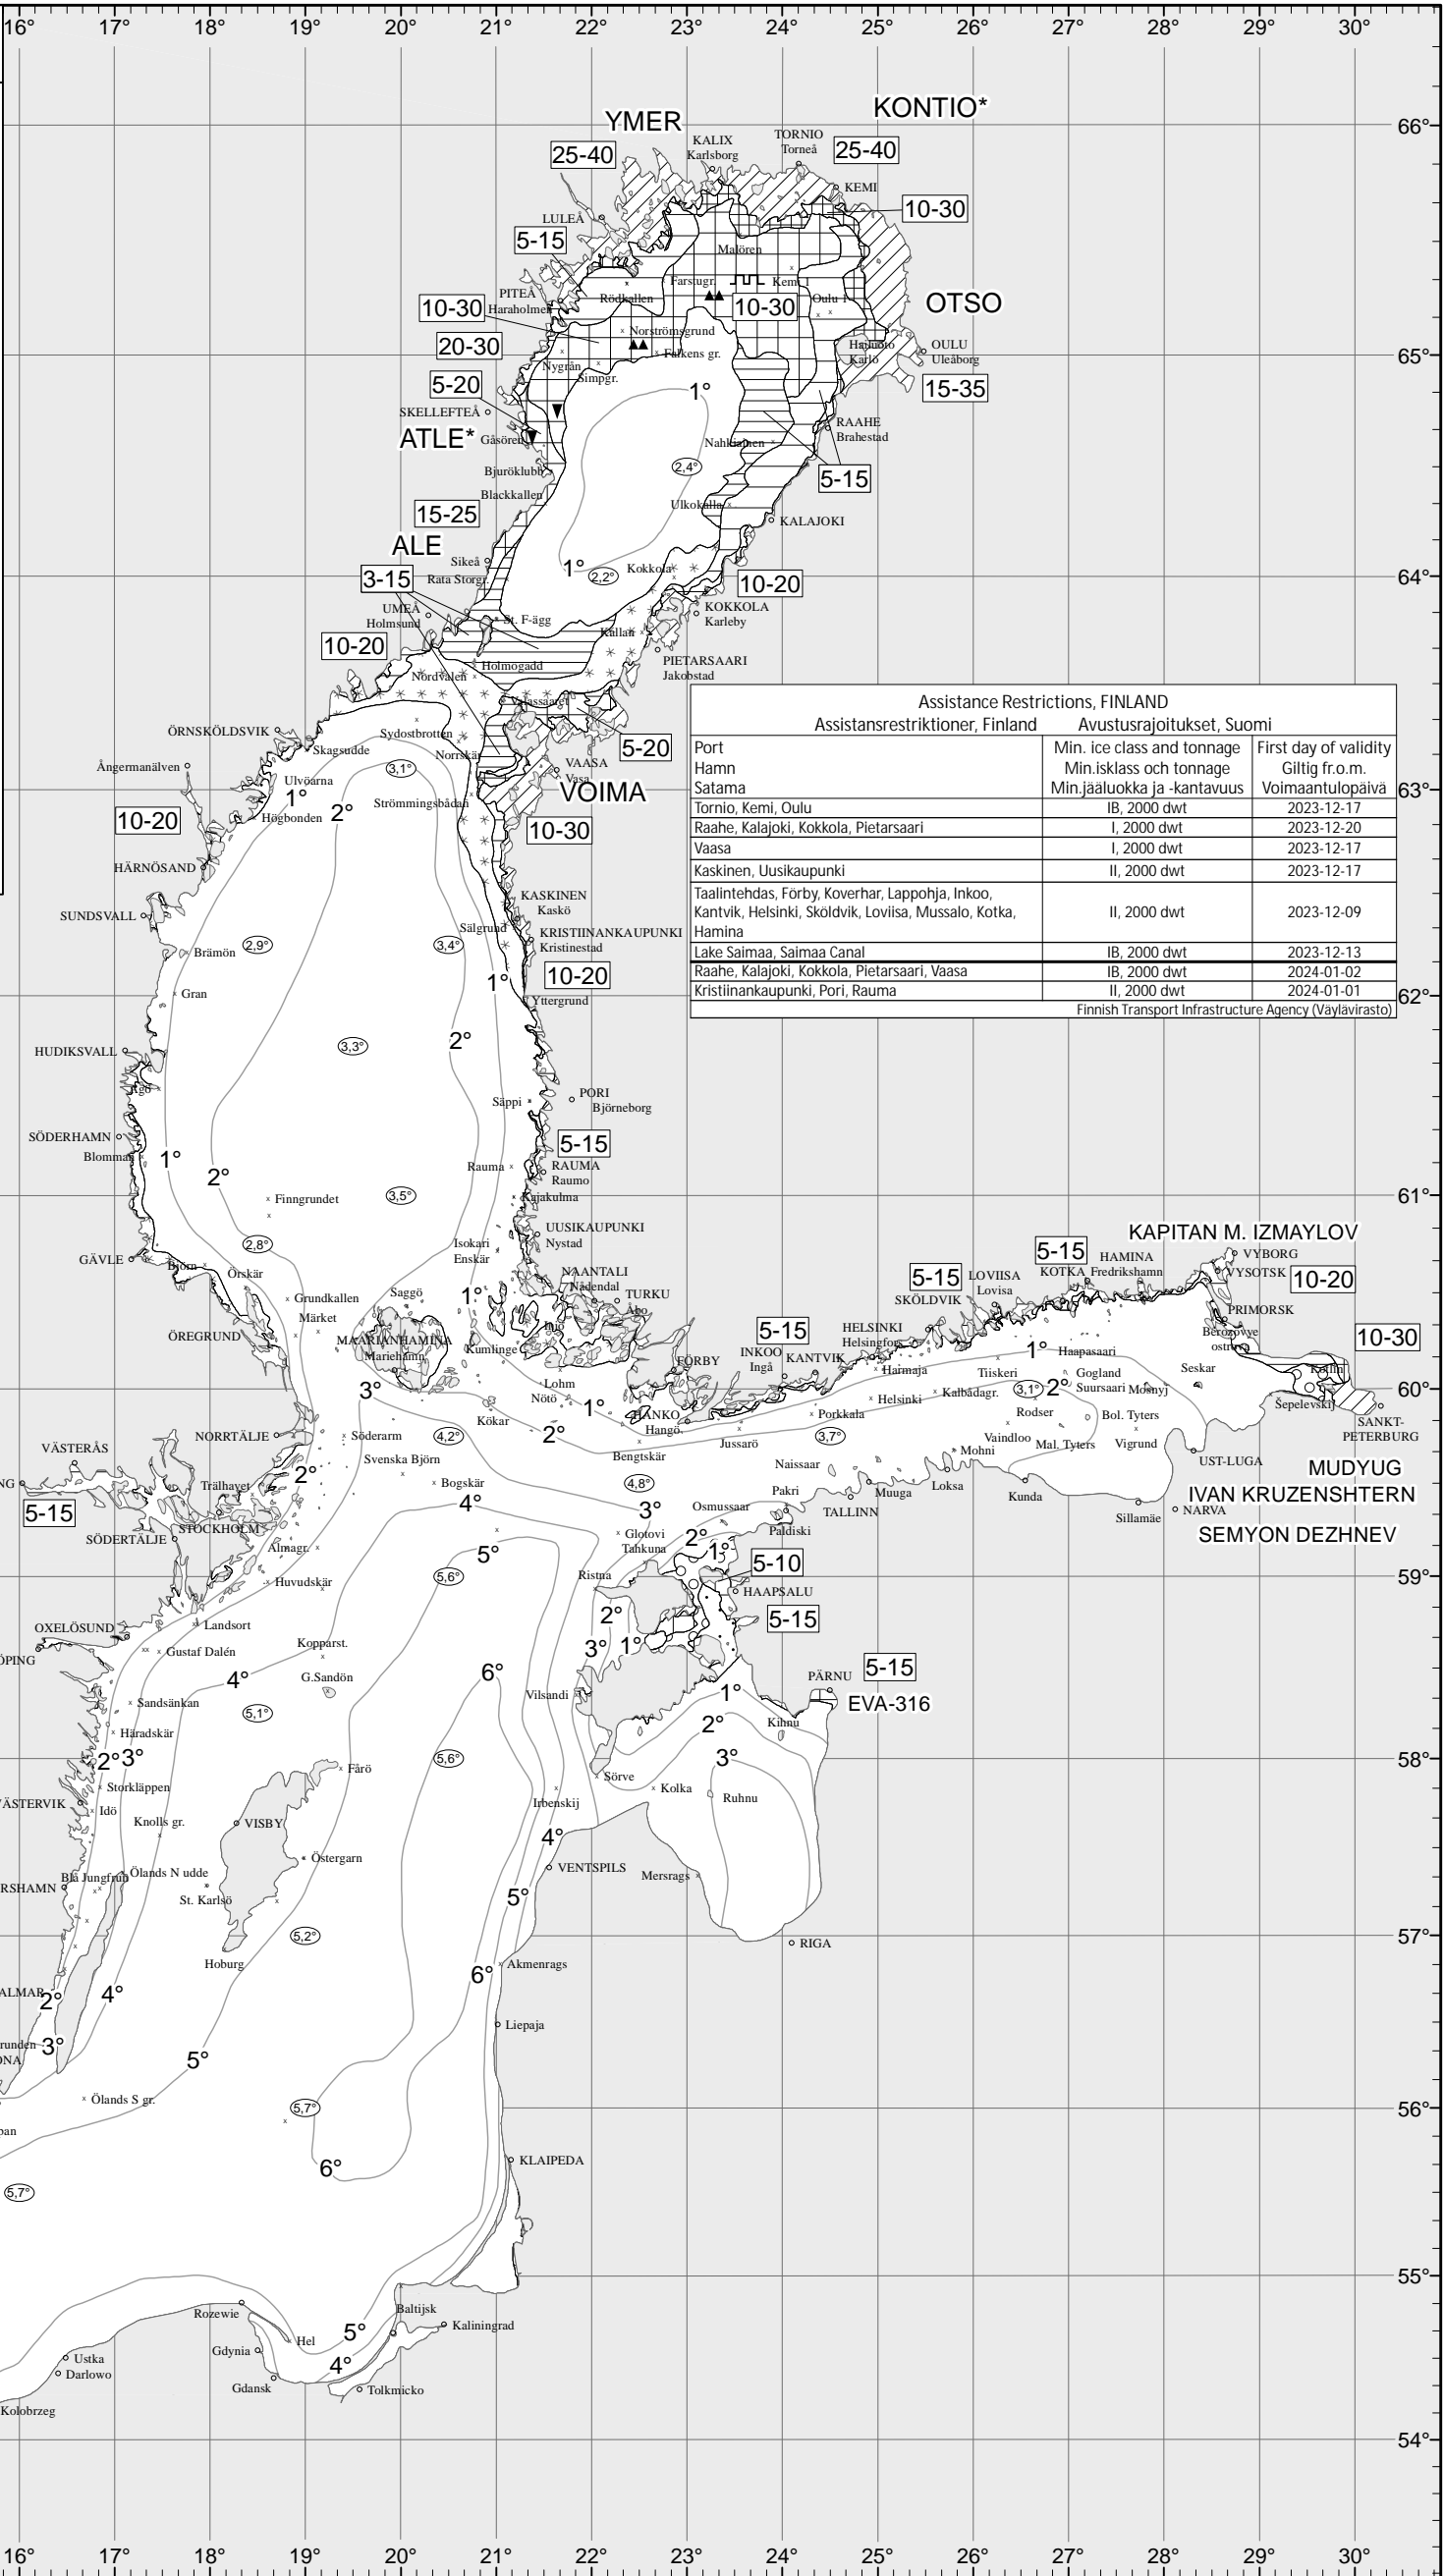 16° 17° 18° 19° 20° 21° 22° 23° 24° 25° 26° 27° 28° 29° 30°
KONTIO*
YMER
66°
TORNIO
KALIX
Torneå
25-40
25-40
Karlsborg
KEMI
10-30
LULEÅ
5-15
Malören
Farstugr.
Kemi 1
PITEÅ
Rödkallen
Oulu 1
OTSO
Haraholmen
10-30
10-30
Norströmsgrund
20-30
Hailuoto
OULU
Falkens gr.
Karlö
Uleåborg
65°
Nygrån
Simpgr.
5-20
15-35
1°
SKELLEFTEÅ
RAAHE
ATLE*
Gåsören
Brahestad
Nahkiainen
2,4°
Bjuröklubb
5-15
Blackkallen
Ulkokalla
15-25
KALAJOKI
ALE
Sikeå
1°
2,2°
Kokkola
64°
3-15
Rata Storgr.
10-20
UMEÅ
KOKKOLA
Holmsund
St. F-ägg
Karleby
Kallan
10-20
PIETARSAARI
Holmogadd
Jakobstad
Nordvalen
Valassaaret
Assistance Restrictions, FINLAND
Assistansrestriktioner, Finland Avustusrajoitukset, Suomi
Port Min. ice class and tonnage First day of validity
Hamn Min.isklass och tonnage Giltig fr.o.m.
Satama Min.jääluokka ja -kantavuus Voimaantulopäivä
Tornio, Kemi, Oulu IB, 2000 dwt 2023-12-17
Raahe, Kalajoki, Kokkola, Pietarsaari I, 2000 dwt 2023-12-20
Vaasa I, 2000 dwt 2023-12-17
Kaskinen, Uusikaupunki II, 2000 dwt 2023-12-17
Taalintehdas, Förby, Koverhar, Lappohja, Inkoo,
Kantvik, Helsinki, Sköldvik, Loviisa, Mussalo, Kotka, II, 2000 dwt 2023-12-09
Hamina
Lake Saimaa, Saimaa Canal IB, 2000 dwt 2023-12-13
Raahe, Kalajoki, Kokkola, Pietarsaari, Vaasa IB, 2000 dwt 2024-01-02
Kristiinankaupunki, Pori, Rauma II, 2000 dwt 2024-01-01
Finnish Transport Infrastructure Agency (Väylävirasto)
ÖRNSKÖLDSVIK
Sydostbrotten
Skagsudde
5-20
Norrskär
Ångermanälven
3,1°
VAASA
Vasa
Ulvöarna
1°
2°
Strömmingsbådan
VOIMA
63°
Högbonden
10-20
10-30
HÄRNÖSAND
KASKINEN
Kaskö
SUNDSVALL
Sälgrund
KRISTIINANKAUPUNKI
2,9°
3,4°
Kristinestad
Brämön
10-20
1°
Gran
Yttergrund
62°
2°
3,3°
HUDIKSVALL
Agö
Säppi
PORI
Björneborg
SÖDERHAMN
5-15
Blomman
1°
Rauma
RAUMA
Raumo
2°
3,5°
Finngrundet
Kajakulma
61°
2,8°
UUSIKAUPUNKI
Nystad
Isokari
Enskär
GÄVLE
Björn
Örskär
NAANTALI
Nådendal
KAPITAN M. IZMAYLOV
5-15
VYBORG
HAMINA
KOTKA Fredrikshamn
VYSOTSK
10-20
5-15
LOVIISA
Lovisa
SKÖLDVIK
Grundkallen
Saggö
1°
TURKU
Åbo
PRIMORSK
Märket
Berozovye
ostrova
ÖREGRUND
MAARIANHAMINA
Mariehamn
Kumlinge
Iniö
5-15
HELSINKI
Helsingfors
10-30
FÖRBY
INKOO
Ingå
KANTVIK
Harmaja
1°
Haapasaari
Tiiskeri
Gogland
Suursaari
Seskar
Kotlin
3°
Lohm
Nötö
Helsinki
Kalbådagr.
3,1°
2°
Mosnyj
60°
Kökar
1°
HANKO
Hangö
Porkkala
Rodser
Bol. Tyters
Šepelevskij
SANKT-
PETERBURG
NORRTÄLJE
Söderarm
4,2°
2°
Jussarö
3,7°
Vaindloo
Mal. Tyters
Vigrund
VÄSTERÅS
Svenska Björn
Bengtskär
Mohni
UST-LUGA
2°
Bogskär
4,8°
Naissaar
Loksa
Kunda
MUDYUG
NG
Trälhavet
4°
4°
3°
Pakri
Muuga
IVAN KRUZENSHTERN
5-15
STOCKHOLM
Osmussaar
TALLINN
Sillamäe
NARVA
SÖDERTÄLJE
Glotovi
2°
Paldiski
SEMYON DEZHNEV
Almagr.
5°
Tahkuna
1°
Huvudskär
5,6°
Ristna
5-10
59°
HAAPSALU
OXELÖSUND
Landsort
2°
5-15
Gustaf Dalén
Kopparst.
3°
1°
ÖPING
4°
G.Sandön
6°
Vilsandi
PÄRNU
5-15
Sandsänkan
5,1°
1°
EVA-316
Häradskär
2°
Kihnu
2°
3°
5,6°
3°
58°
Fårö
Sörve
Kolka
Storkläppen
Ruhnu
ÄSTERVIK
Idö
Knolls gr.
VISBY
Irbenskij
4°
Östergarn
Blå Jungfrun
Ölands N udde
VENTSPILS
Mersrags
RSHAMN
St. Karlsö
5°
5,2°
57°
RIGA
Hoburg
6°
Akmenrags
ALMAR
2°
4°
Liepaja
runden
3°
ONA
5°
Ölands S gr.
5,7°
56°
pan
6°
KLAIPEDA
5,7°
55°
Rozewie
Baltijsk
Kaliningrad
5°
Hel
Gdynia
Ustka
4°
Darlowo
Gdansk
Tolkmicko
Kolobrzeg
54°
16° 17° 18° 19° 20° 21° 22° 23° 24° 25° 26° 27° 28° 29° 30°